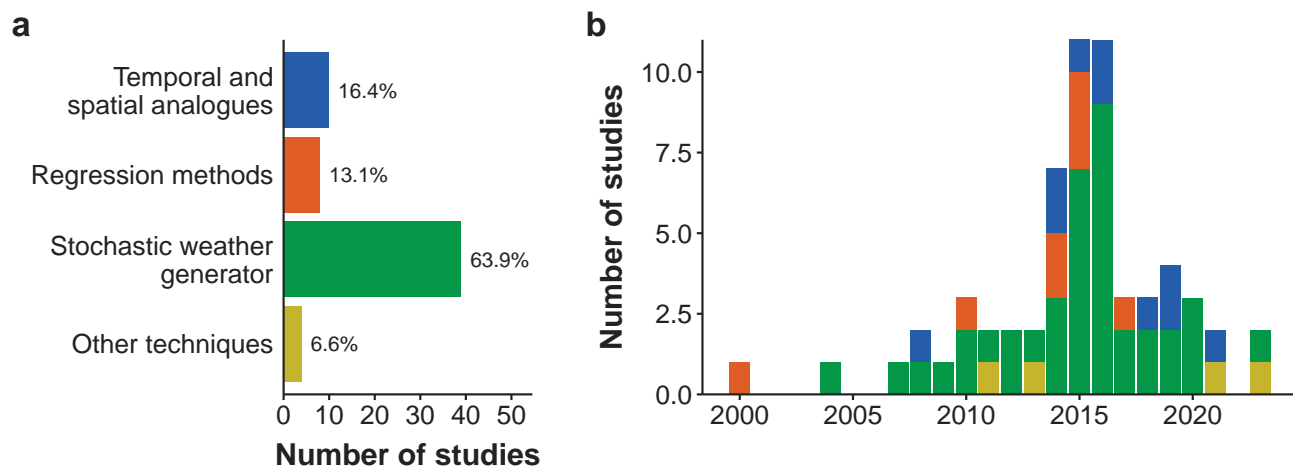 a
Temporal and
spatial analogues
16.4%
Regression methods
13.1%
Stochastic weather
generator
63.9%
Other techniques
6.6%
0 10 20 30 40 50
Number of studies
b
Number of studies
10.0
7.5
5.0
2.5
0.0
2000 2005 2010 2015 2020